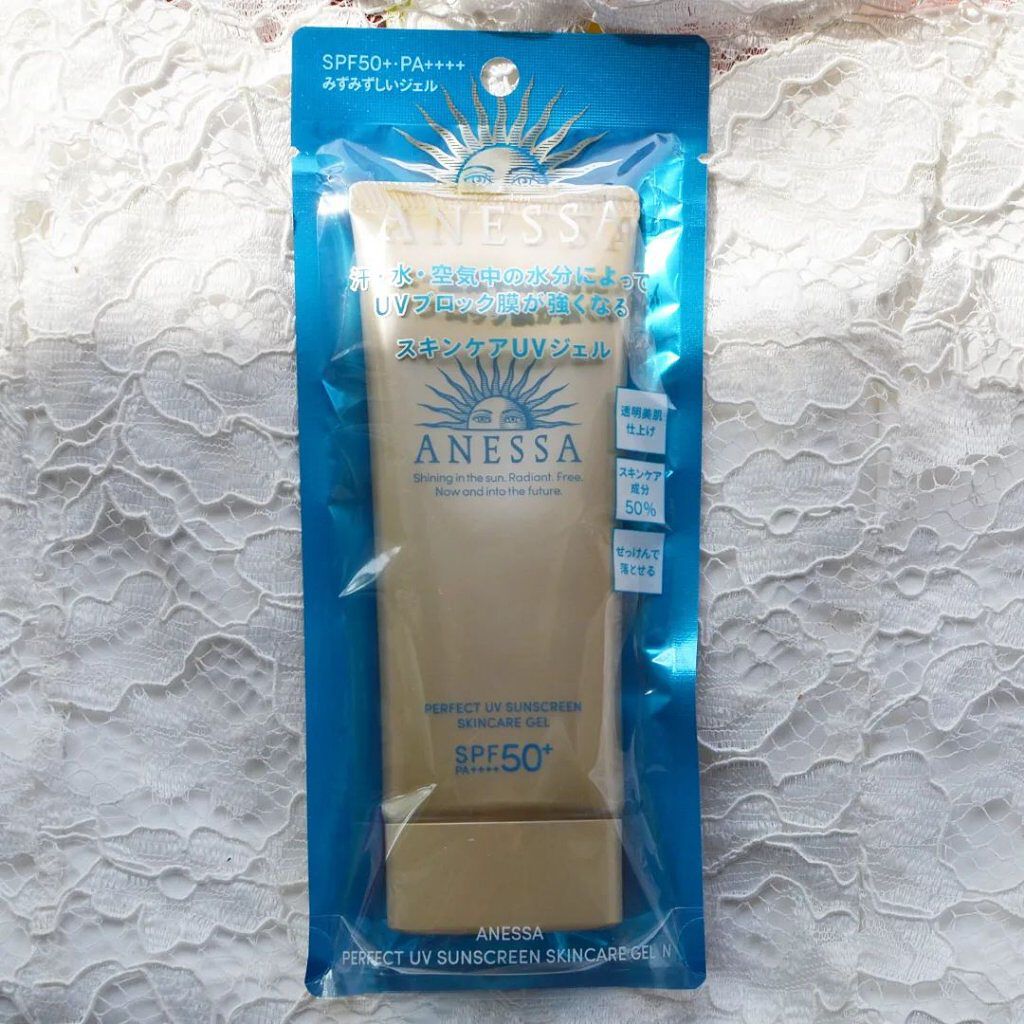 SPF50+･PA++++
みずみずしいジェル
ANESSA
汗・水・空気中の水分によって
UVブロック膜が強くなる
スキンケアUVジェル
ANESSA
Shining in the sun. Radiant. Free.
Now and into the future.
透明美肌
仕上げ
スキンケア
成分
50%
せっけんで
落とせる
PERFECT UV SUNSCREEN
SKINCARE GEL
SPF50+
PA++++
ANESSA
PERFECT UV SUNSCREEN SKINCARE GEL N